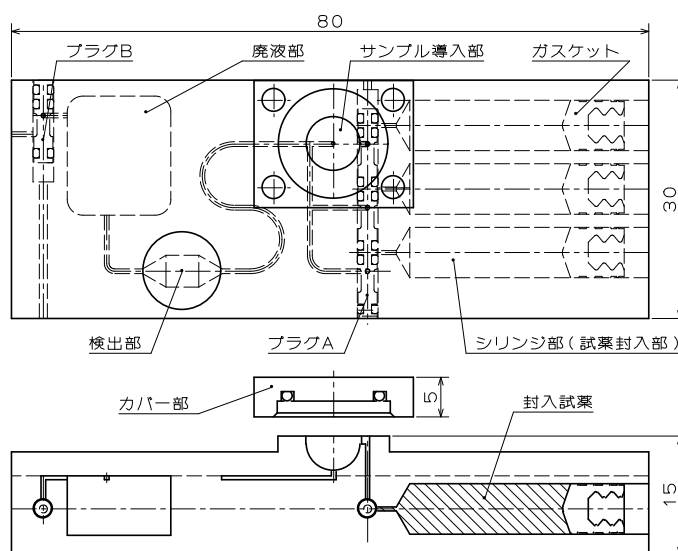 80
プラグB
廃液部
サンプル導入部
ガスケット
30
検出部
プラグA
シリンジ部(試薬封入部)
カバー部
5
封入試薬
15